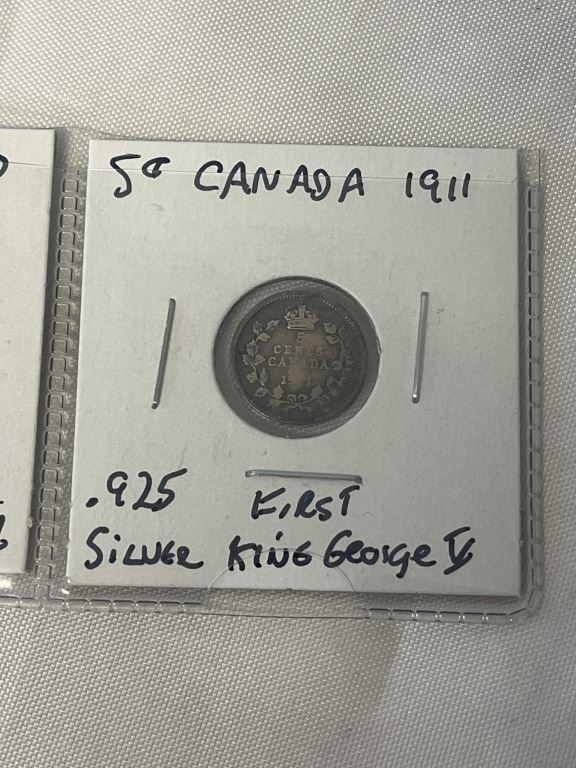 5¢ CANADA 1911
5
CENTS
CANADA
.925 FIRST
SILVER KING George V